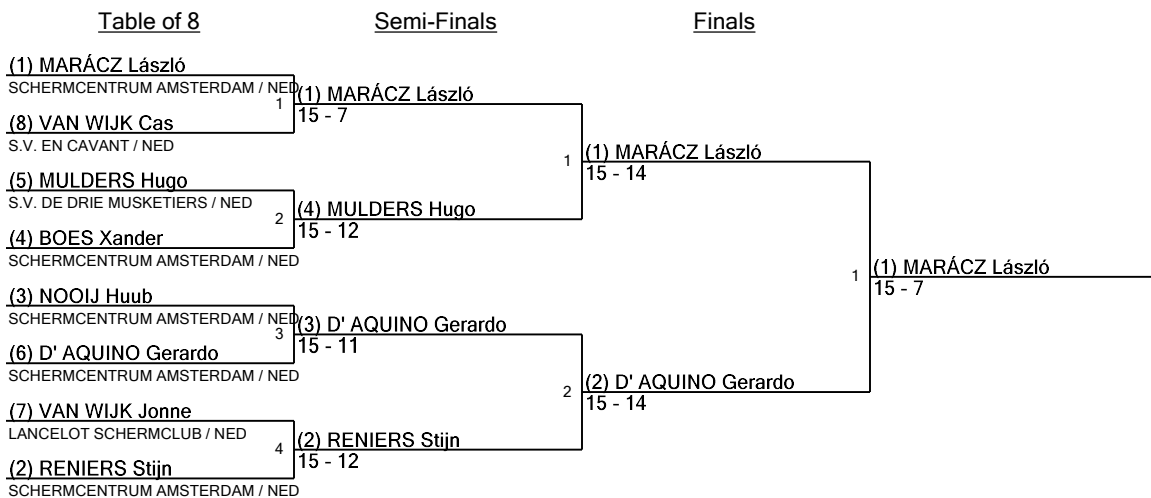 Table of 8
Semi-Finals
Finals
(1) MARÁCZ László
SCHERMCENTRUM AMSTERDAM / NED
1
(8) VAN WIJK Cas
S.V. EN CAVANT / NED
(5) MULDERS Hugo
S.V. DE DRIE MUSKETIERS / NED
2
(4) BOES Xander
SCHERMCENTRUM AMSTERDAM / NED
(3) NOOIJ Huub
SCHERMCENTRUM AMSTERDAM / NED
3
(6) D' AQUINO Gerardo
SCHERMCENTRUM AMSTERDAM / NED
(7) VAN WIJK Jonne
LANCELOT SCHERMCLUB / NED
4
(2) RENIERS Stijn
SCHERMCENTRUM AMSTERDAM / NED
(1) MARÁCZ László
15 - 7
1
(4) MULDERS Hugo
15 - 12
(3) D' AQUINO Gerardo
15 - 11
2
(2) RENIERS Stijn
15 - 12
(1) MARÁCZ László
15 - 14
1
(2) D' AQUINO Gerardo
15 - 14
(1) MARÁCZ László
15 - 7